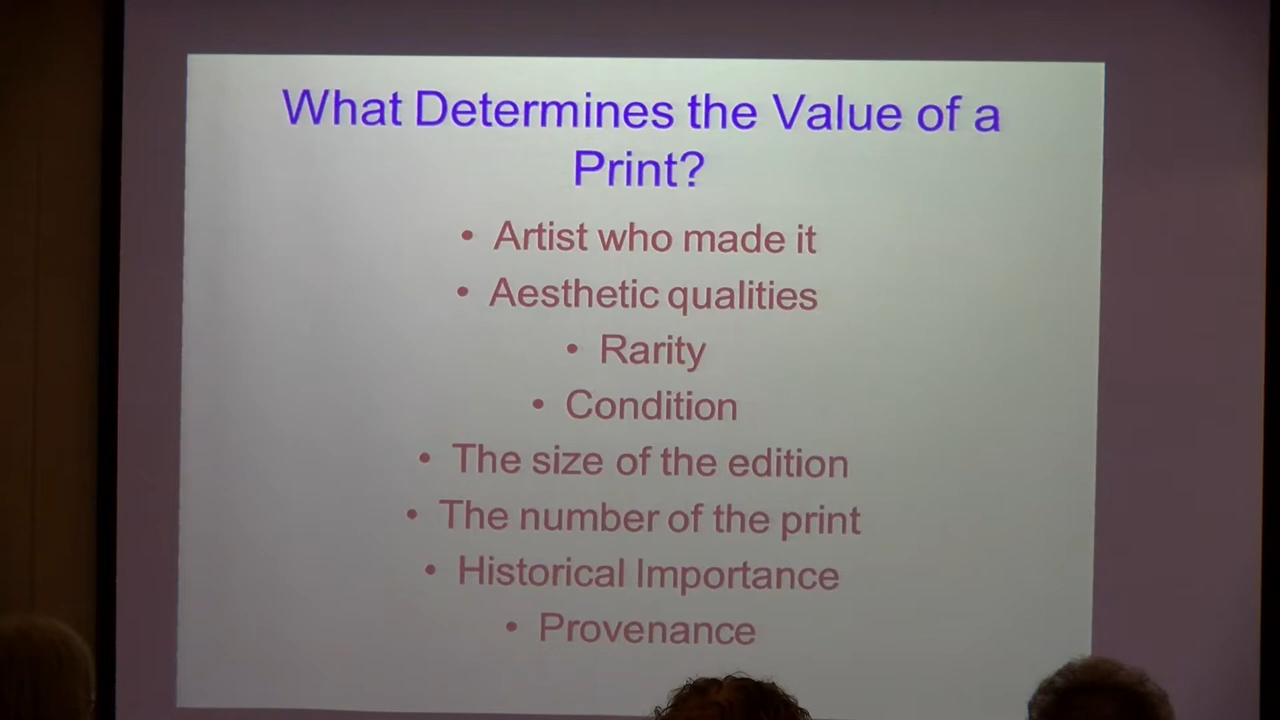 What Determines the Value of a
Print?
• Artist who made it
• Aesthetic qualities
• Rarity
• Condition
• The size of the edition
• The number of the print
• Historical Importance
• Provenance